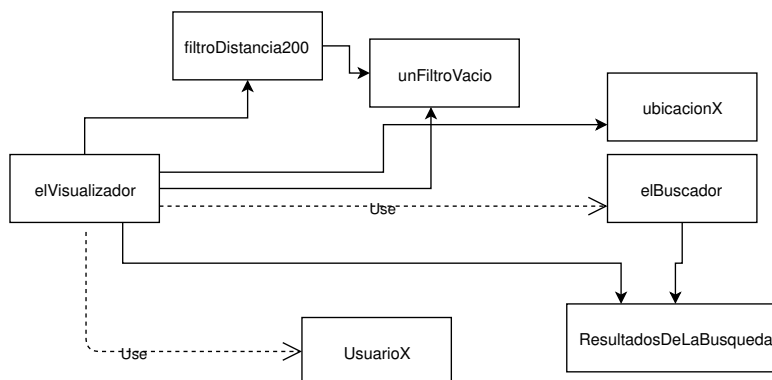 filtroDistancia200
unFiltroVacio
ubicacionX
elVisualizador
elBuscador
Use
ResultadosDeLaBusqueda
Use
UsuarioX